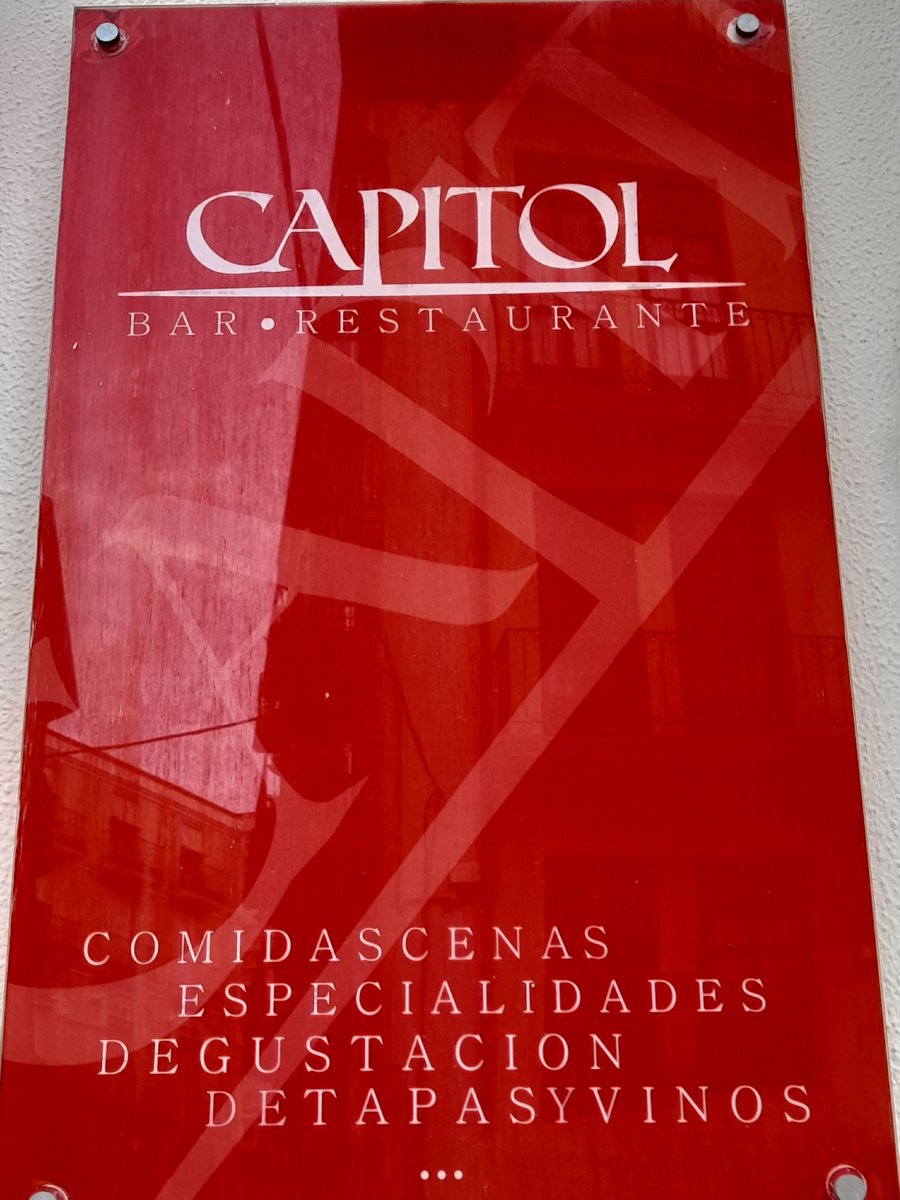 CAPITOL
BAR•RESTAURANTE
COMIDASCENAS
ESPECIALIDADES
DEGUSTACION
DETAPASYVINOS
...